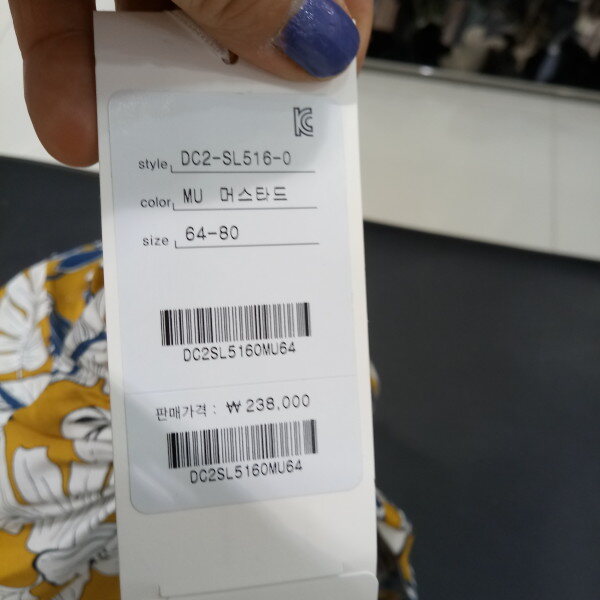 KC
style DC2-SL516-0
color MU 머스타드
size 64-80
DC2SL5160MU64
판매가격 : ₩238.000
DC2SL5160MU64